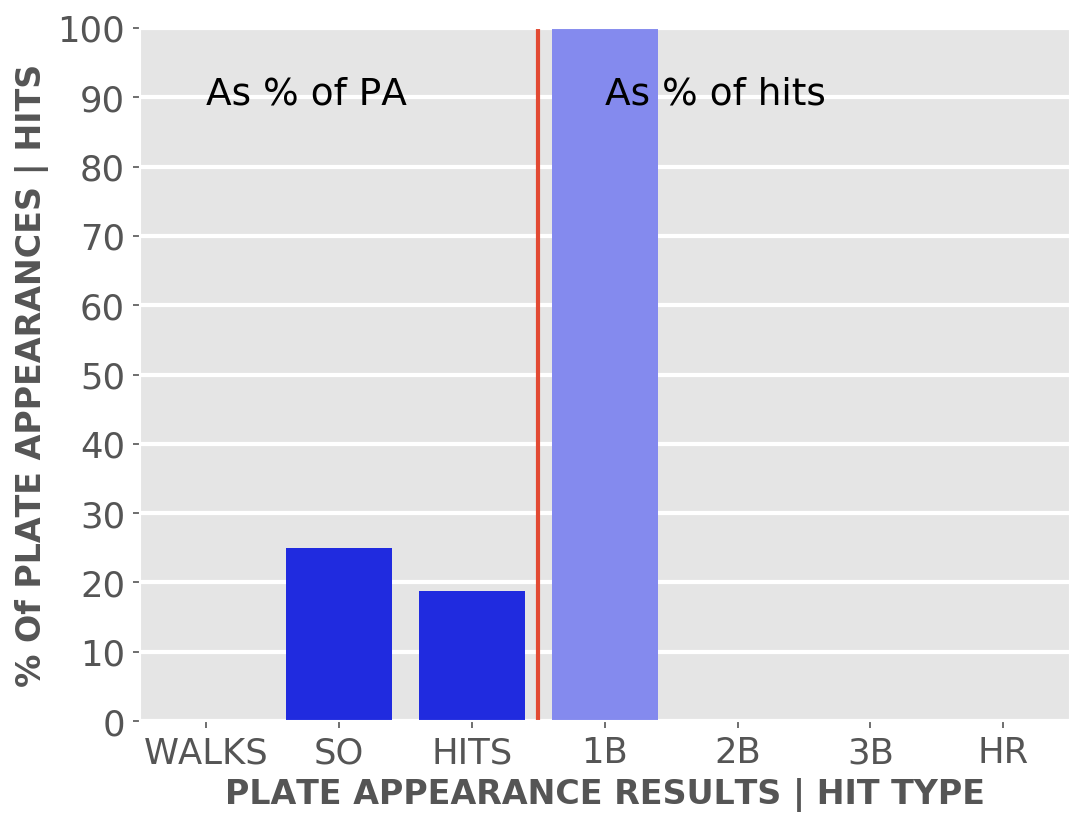 % Of PLATE APPEARANCES | HITS
100
90
80
70
60
50
40
30
20
10
0
As % of PA
As % of hits
WALKS SO HITS 1B 2B 3B HR
PLATE APPEARANCE RESULTS | HIT TYPE